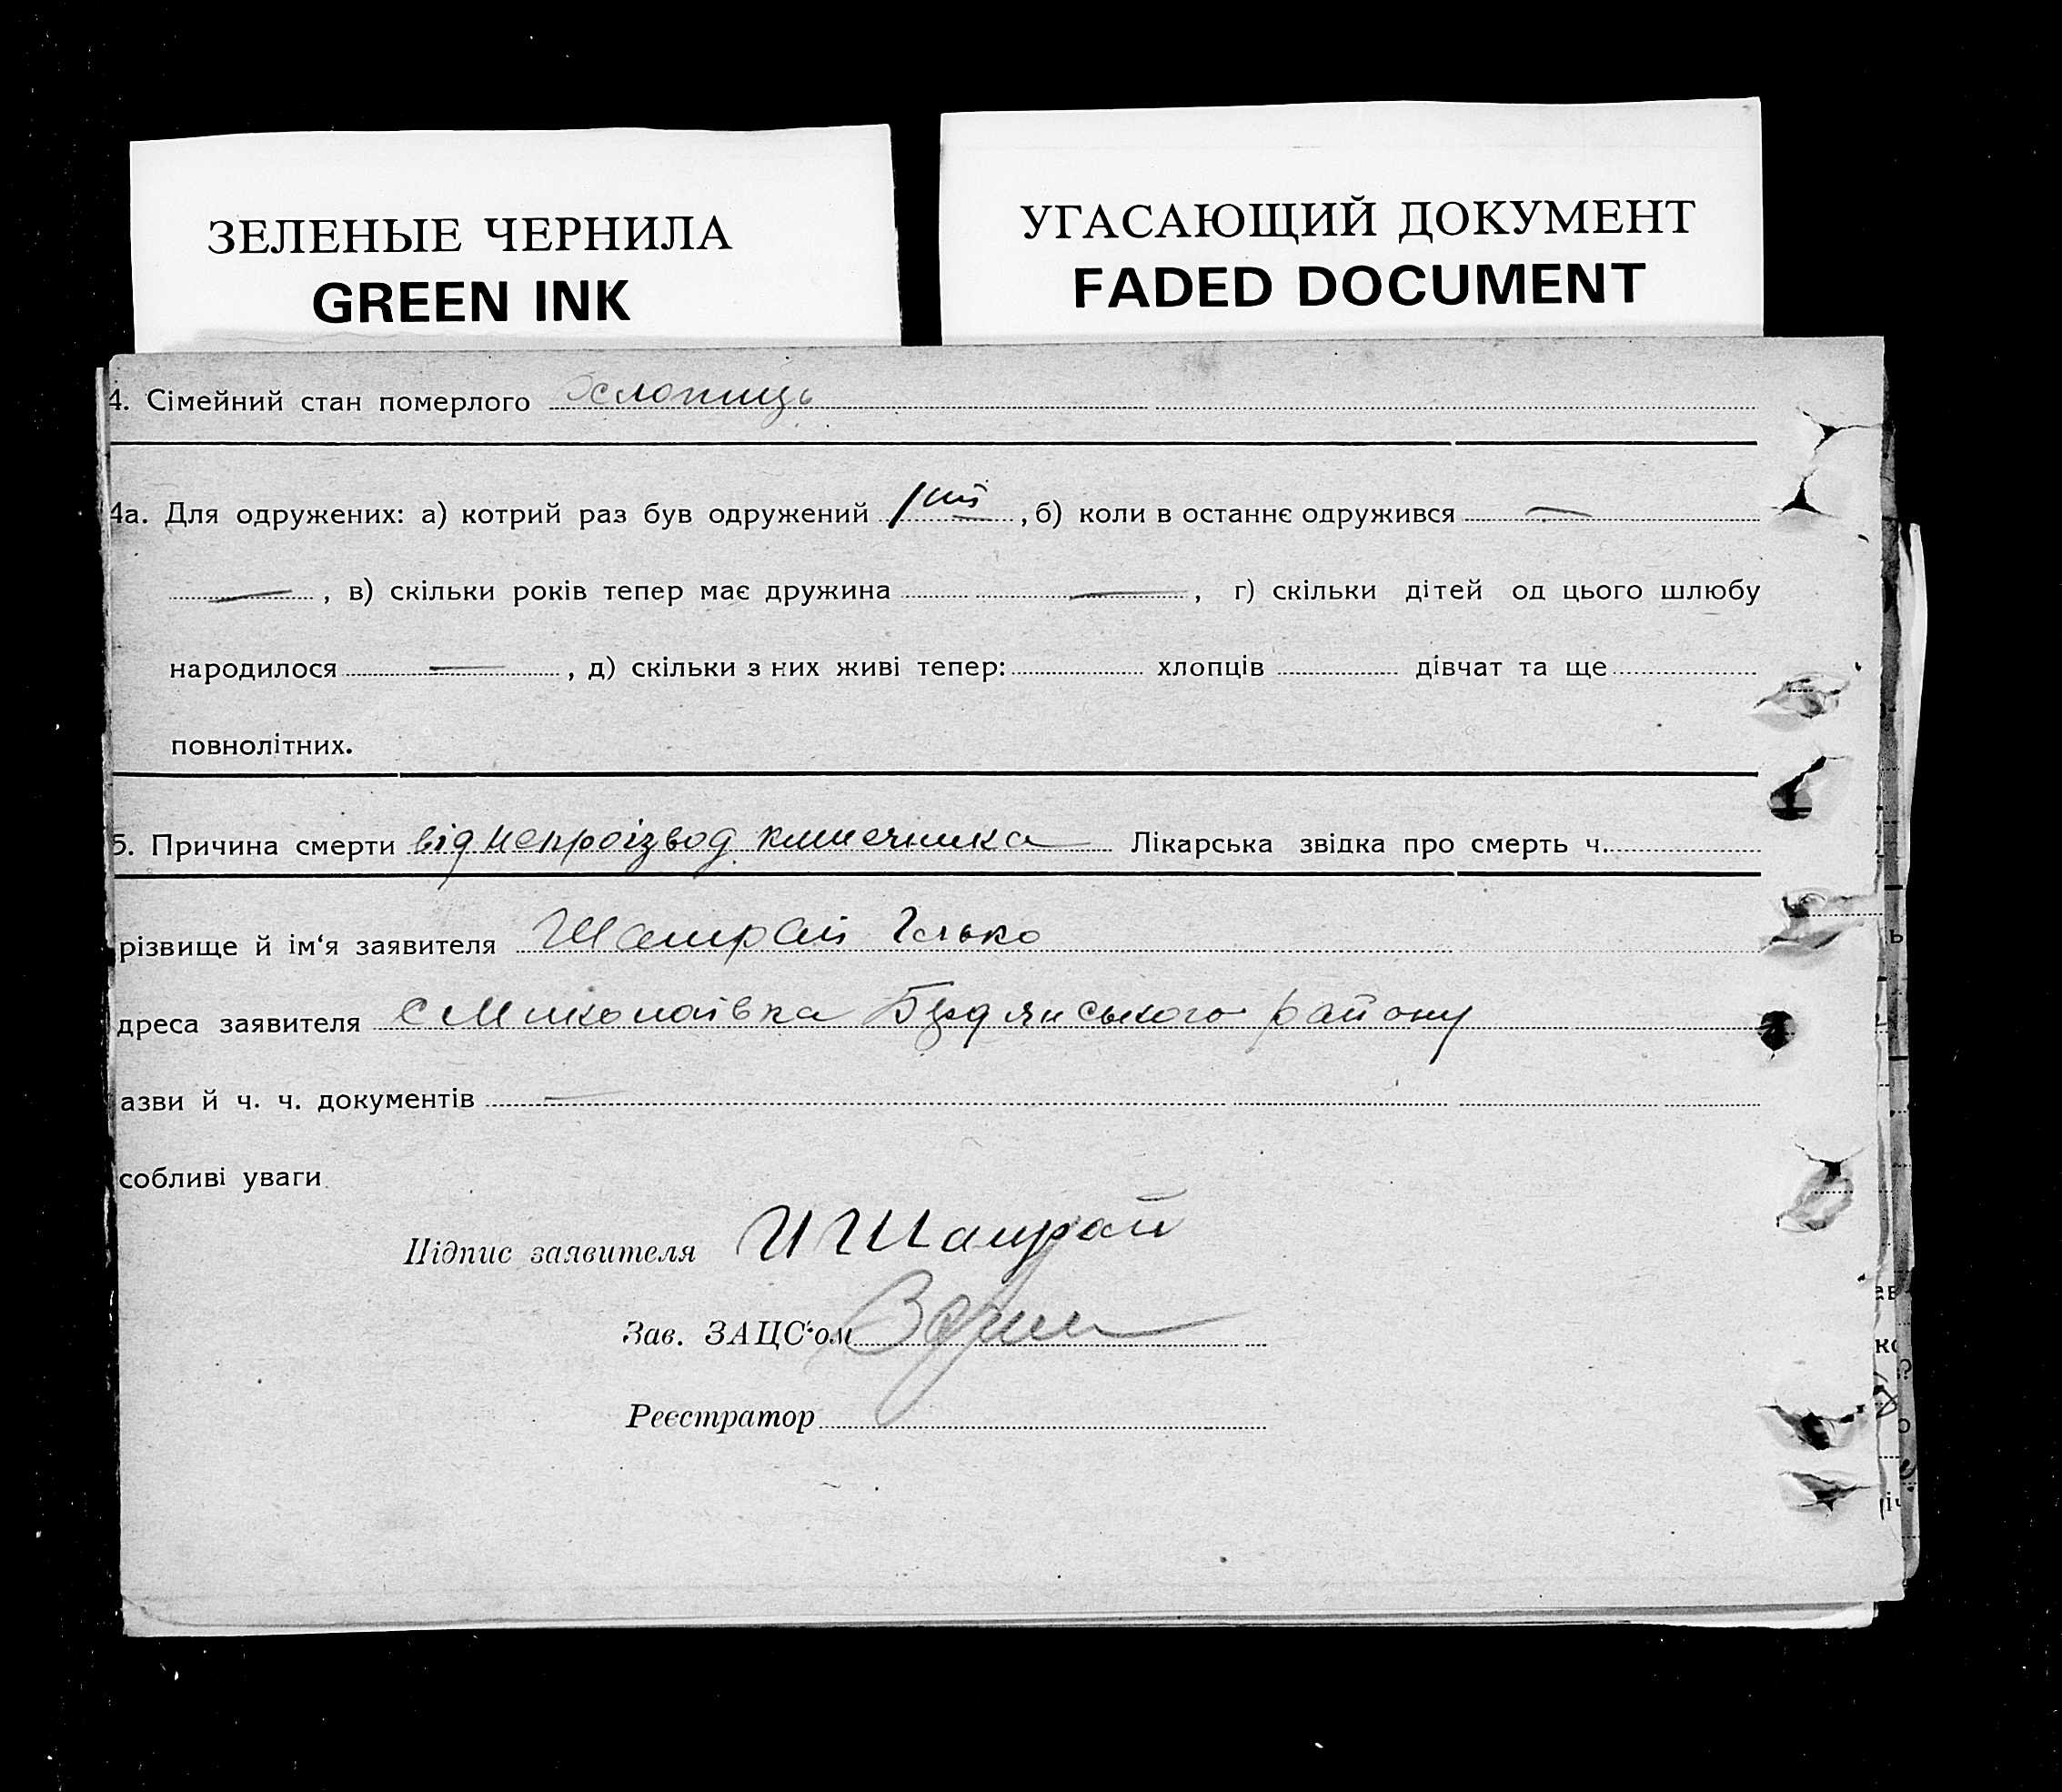 ЗЕЛЕНЫЕ ЧЕРНИЛА
GREEN INK
УГАСАЮЩИЙ ДОКУМЕНТ
FADED DOCUMENT
4. Сімейний стан померлого
4а. Для одружених: а) котрий раз був одружений , б) коли в останнє одружився —
— , в) скільки років тепер має дружина — , г) скільки дітей од цього шлюбу
народилося — , д) скільки з них живі тепер: хлопців дівчат та ще
повнолітних.
5. Причина смерти від непроізвод кишечника Лікарська звідка про смерть ч.
різвище й ім‘я заявителя Шамрай Ілько
дреса заявителя с Миколаївка Бердянського району
азви й ч. ч. документів —
собливі уваги
Підпис заявителя И Шамрай
Зав. ЗАЦС‘ом
Реєстратор